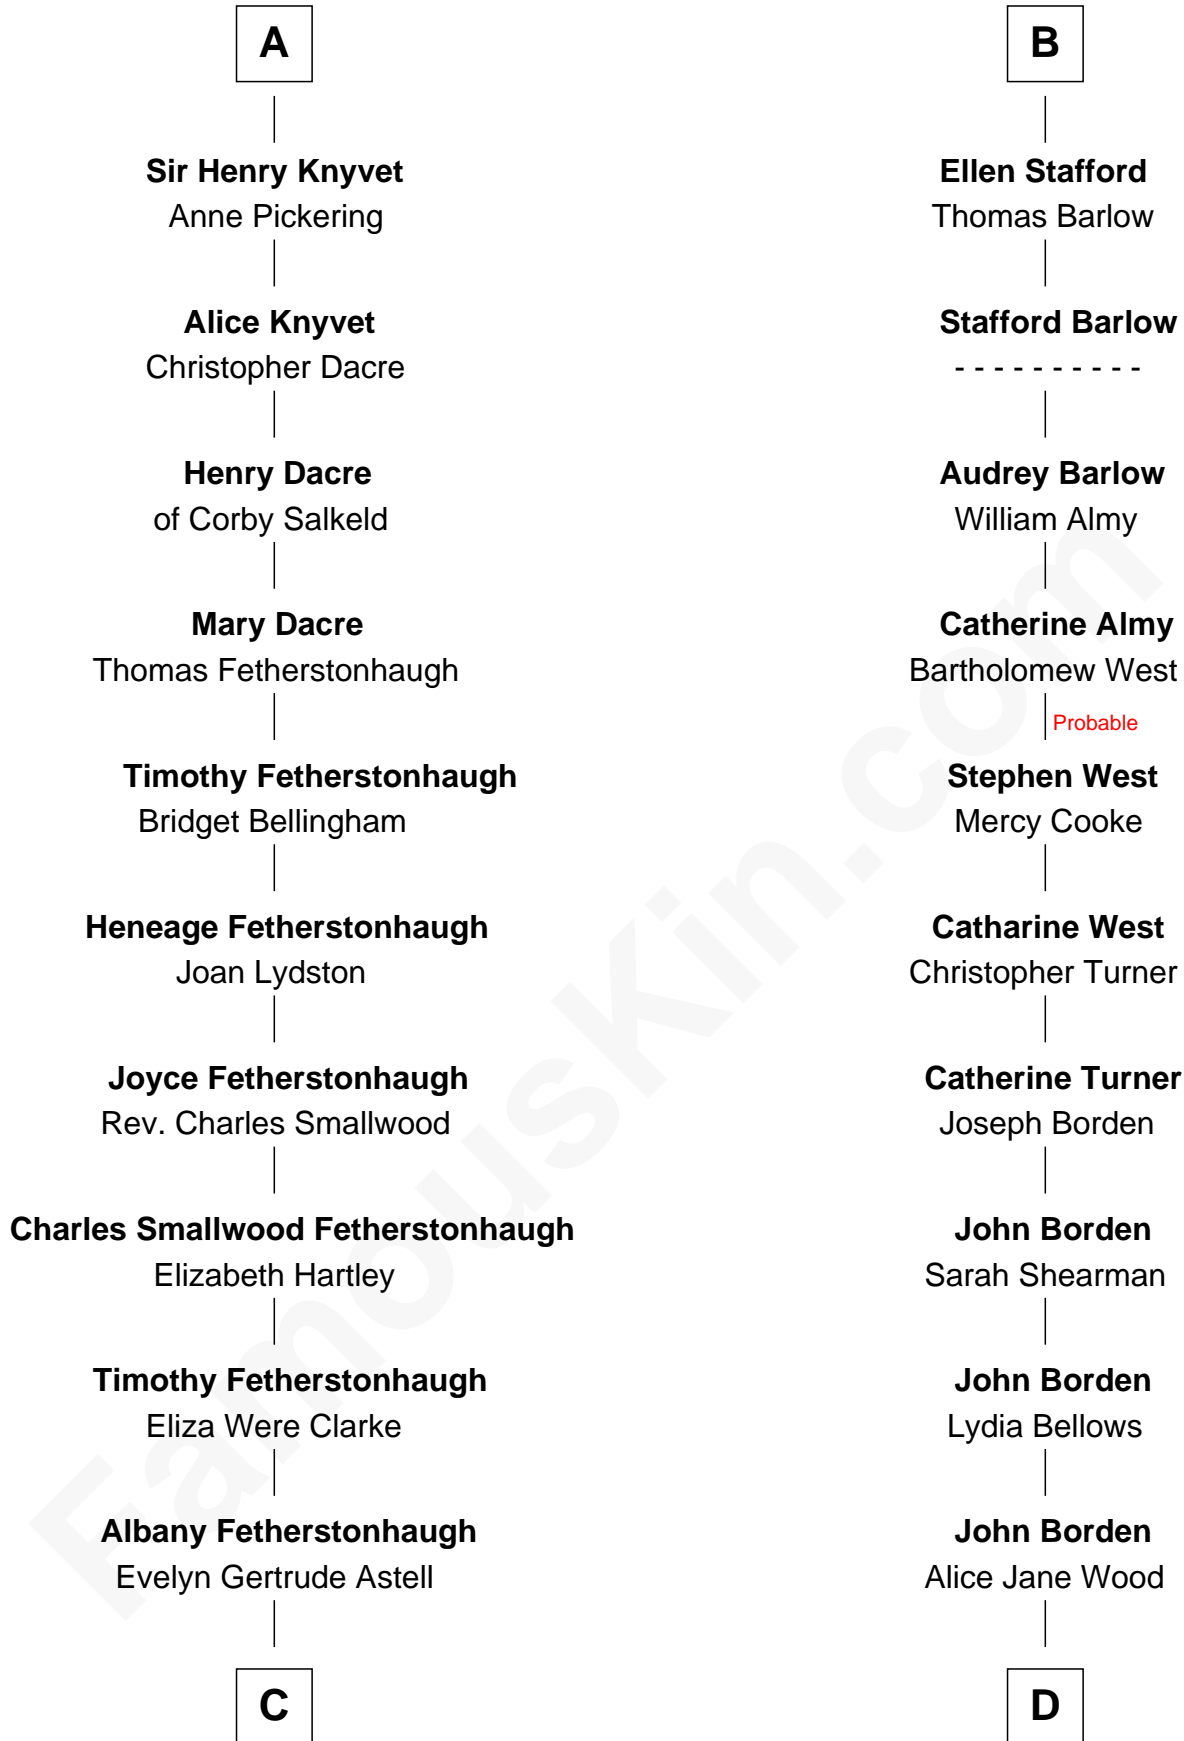 A
Sir Henry Knyvet
Anne Pickering
Alice Knyvet
Christopher Dacre
Henry Dacre
of Corby Salkeld
Mary Dacre
Thomas Fetherstonhaugh
Timothy Fetherstonhaugh
Bridget Bellingham
Heneage Fetherstonhaugh
Joan Lydston
Joyce Fetherstonhaugh
Rev. Charles Smallwood
Charles Smallwood Fetherstonhaugh
Elizabeth Hartley
Timothy Fetherstonhaugh
Eliza Were Clarke
Albany Fetherstonhaugh
Evelyn Gertrude Astell
C
B
Ellen Stafford
Thomas Barlow
Stafford Barlow
- - - - - - - - - -
Audrey Barlow
William Almy
Catherine Almy
Bartholomew West
Probable
Stephen West
Mercy Cooke
Catharine West
Christopher Turner
Catherine Turner
Joseph Borden
John Borden
Sarah Shearman
John Borden
Lydia Bellows
John Borden
Alice Jane Wood
D
FamousKin.com